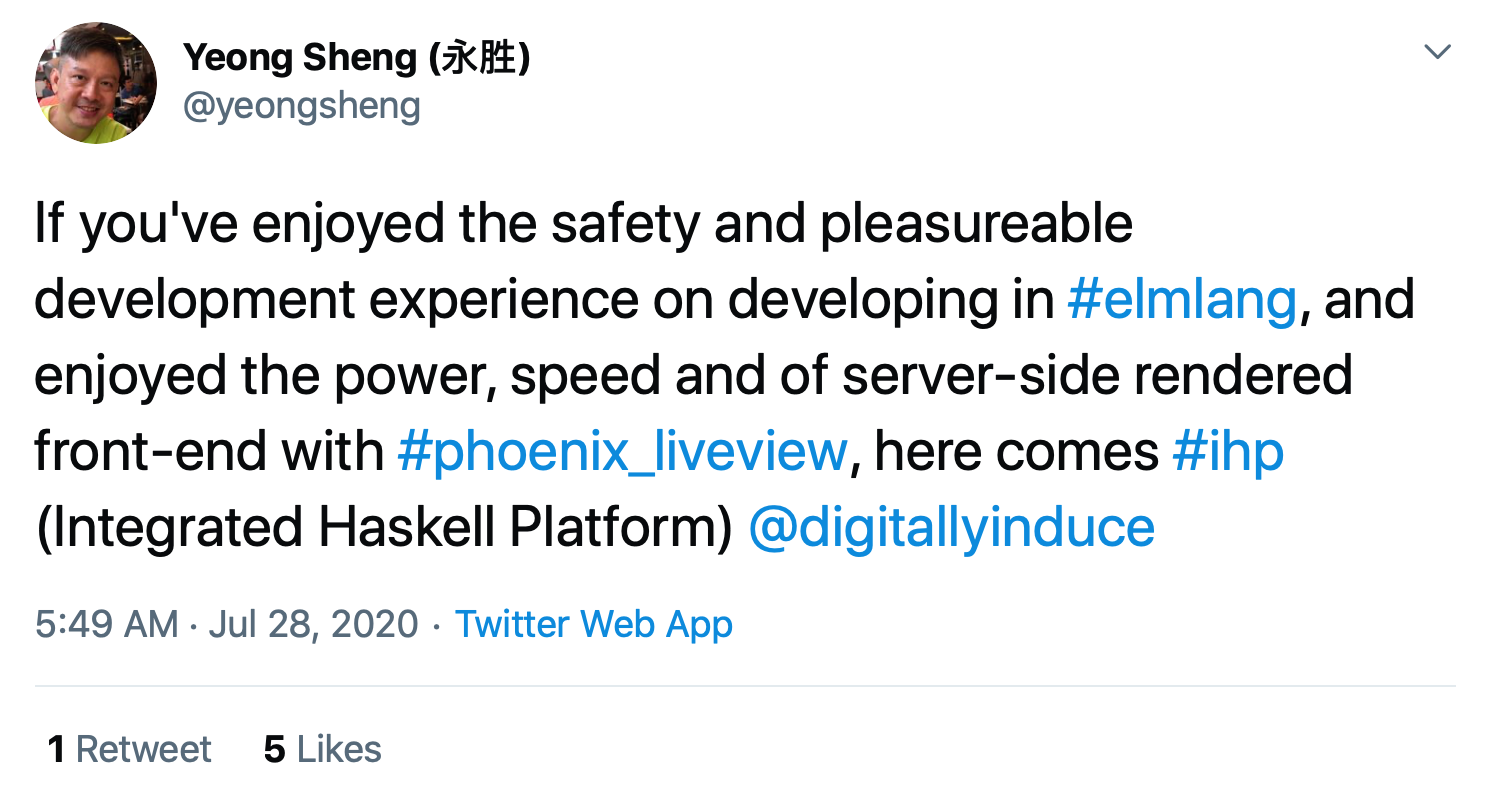 Yeong Sheng (永胜)
@yeongsheng
If you've enjoyed the safety and pleasureable
development experience on developing in #elmlang, and
enjoyed the power, speed and of server-side rendered
front-end with #phoenix_liveview, here comes #ihp
(Integrated Haskell Platform) @digitallyinduce
5:49 AM · Jul 28, 2020 · Twitter Web App
1 Retweet 5 Likes